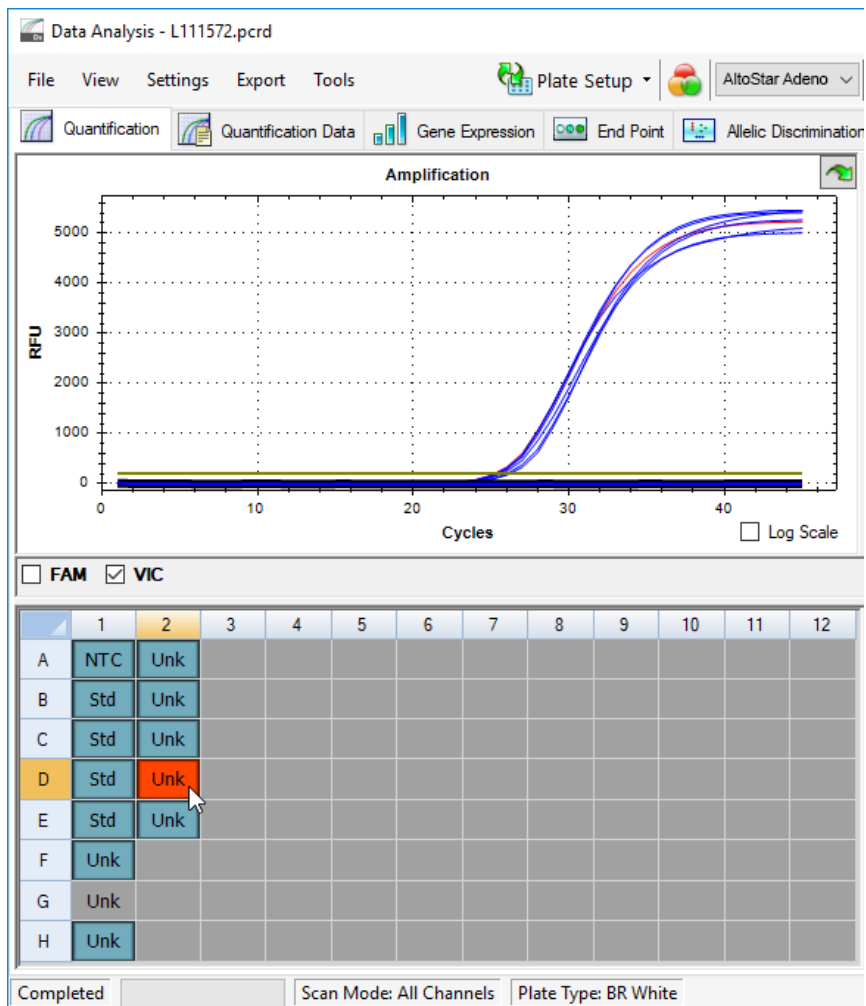 Data Analysis - L111572.pcrd
File View Settings Export Tools Plate Setup AltoStar Adeno
Quantification Quantification Data Gene Expression End Point Allelic Discrimination
Amplification
5000
4000
3000
2000
1000
0
RFU
0 10 20 30 40
Cycles
Log Scale
FAM VIC
1 2 3 4 5 6 7 8 9 10 11 12
A NTC Unk
B Std Unk
C Std Unk
D Std Unk
E Std Unk
F Unk
G Unk
H Unk
Completed Scan Mode: All Channels Plate Type: BR White